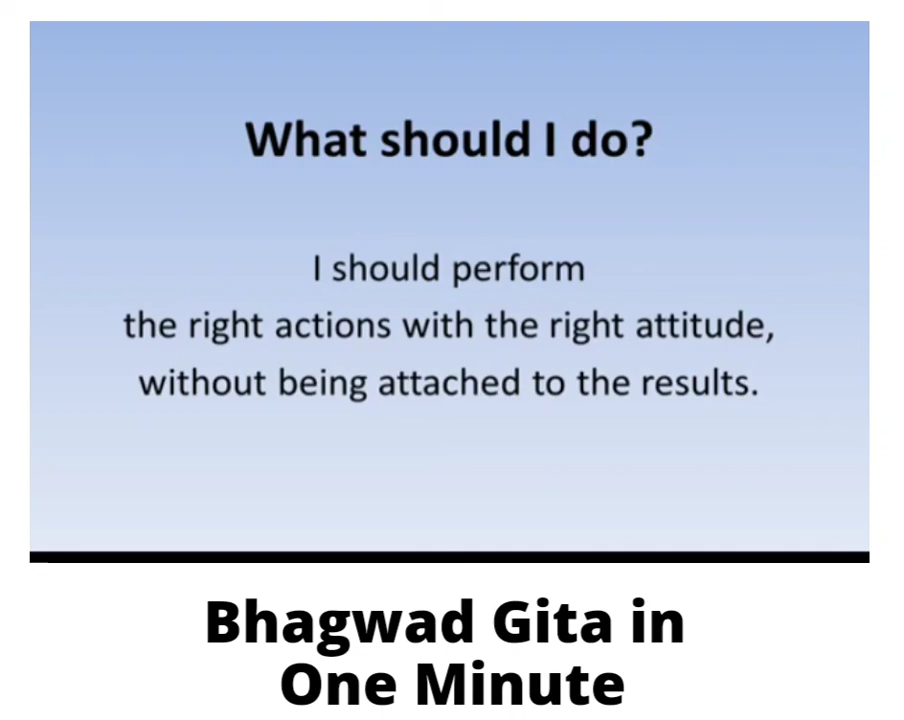 What should I do?
I should perform
the right actions with the right attitude,
without being attached to the results.
Bhagwad Gita in
One Minute